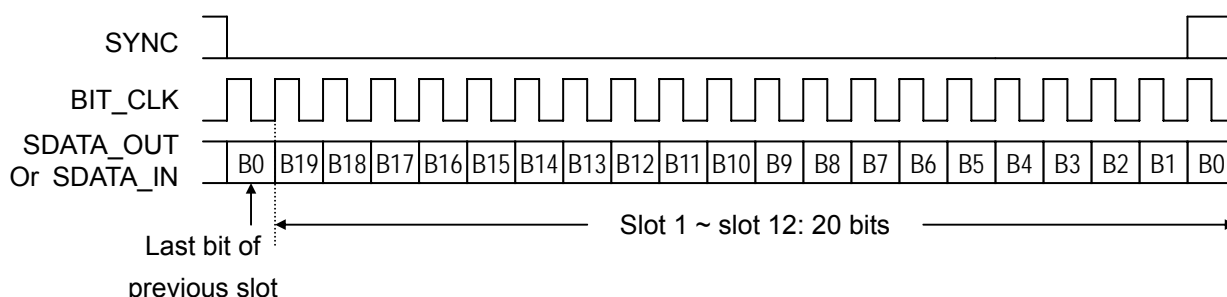 SYNC
BIT_CLK
SDATA_OUT
Or SDATA_IN
B0 B19 B18 B17 B16 B15 B14 B13 B12 B11 B10 B9 B8 B7 B6 B5 B4 B3 B2 B1 B0
Slot 1 ~ slot 12: 20 bits
Last bit of
previous slot